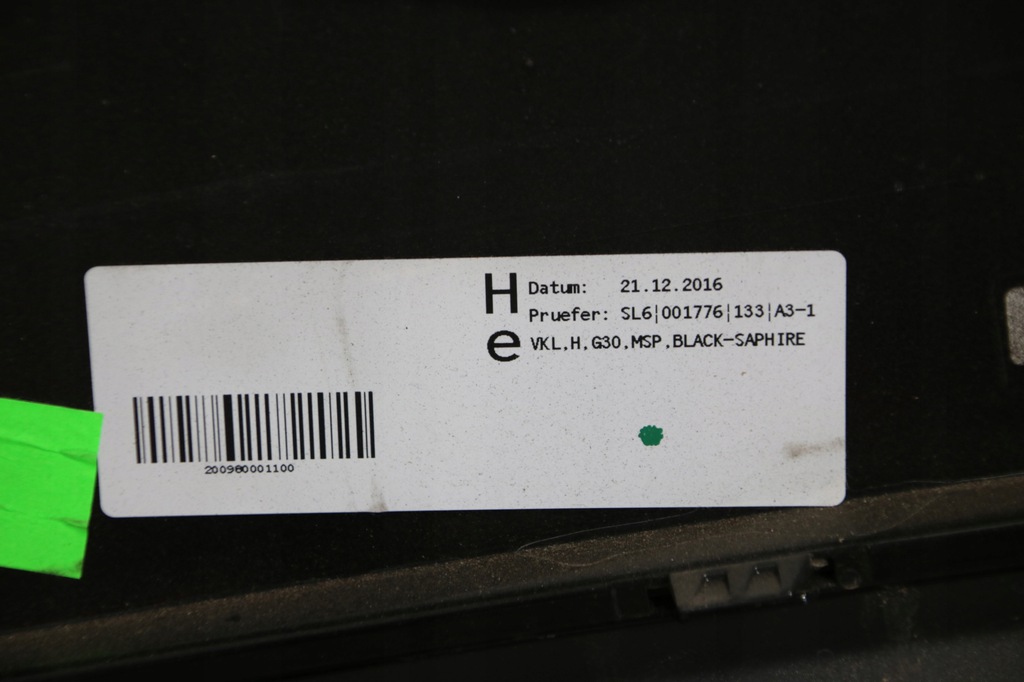 H
Datum: 21.12.2016
Pruefer: SL6|001776|133|A3-1
e
VKL,H,G30,MSP,BLACK-SAPHIRE
200980001100